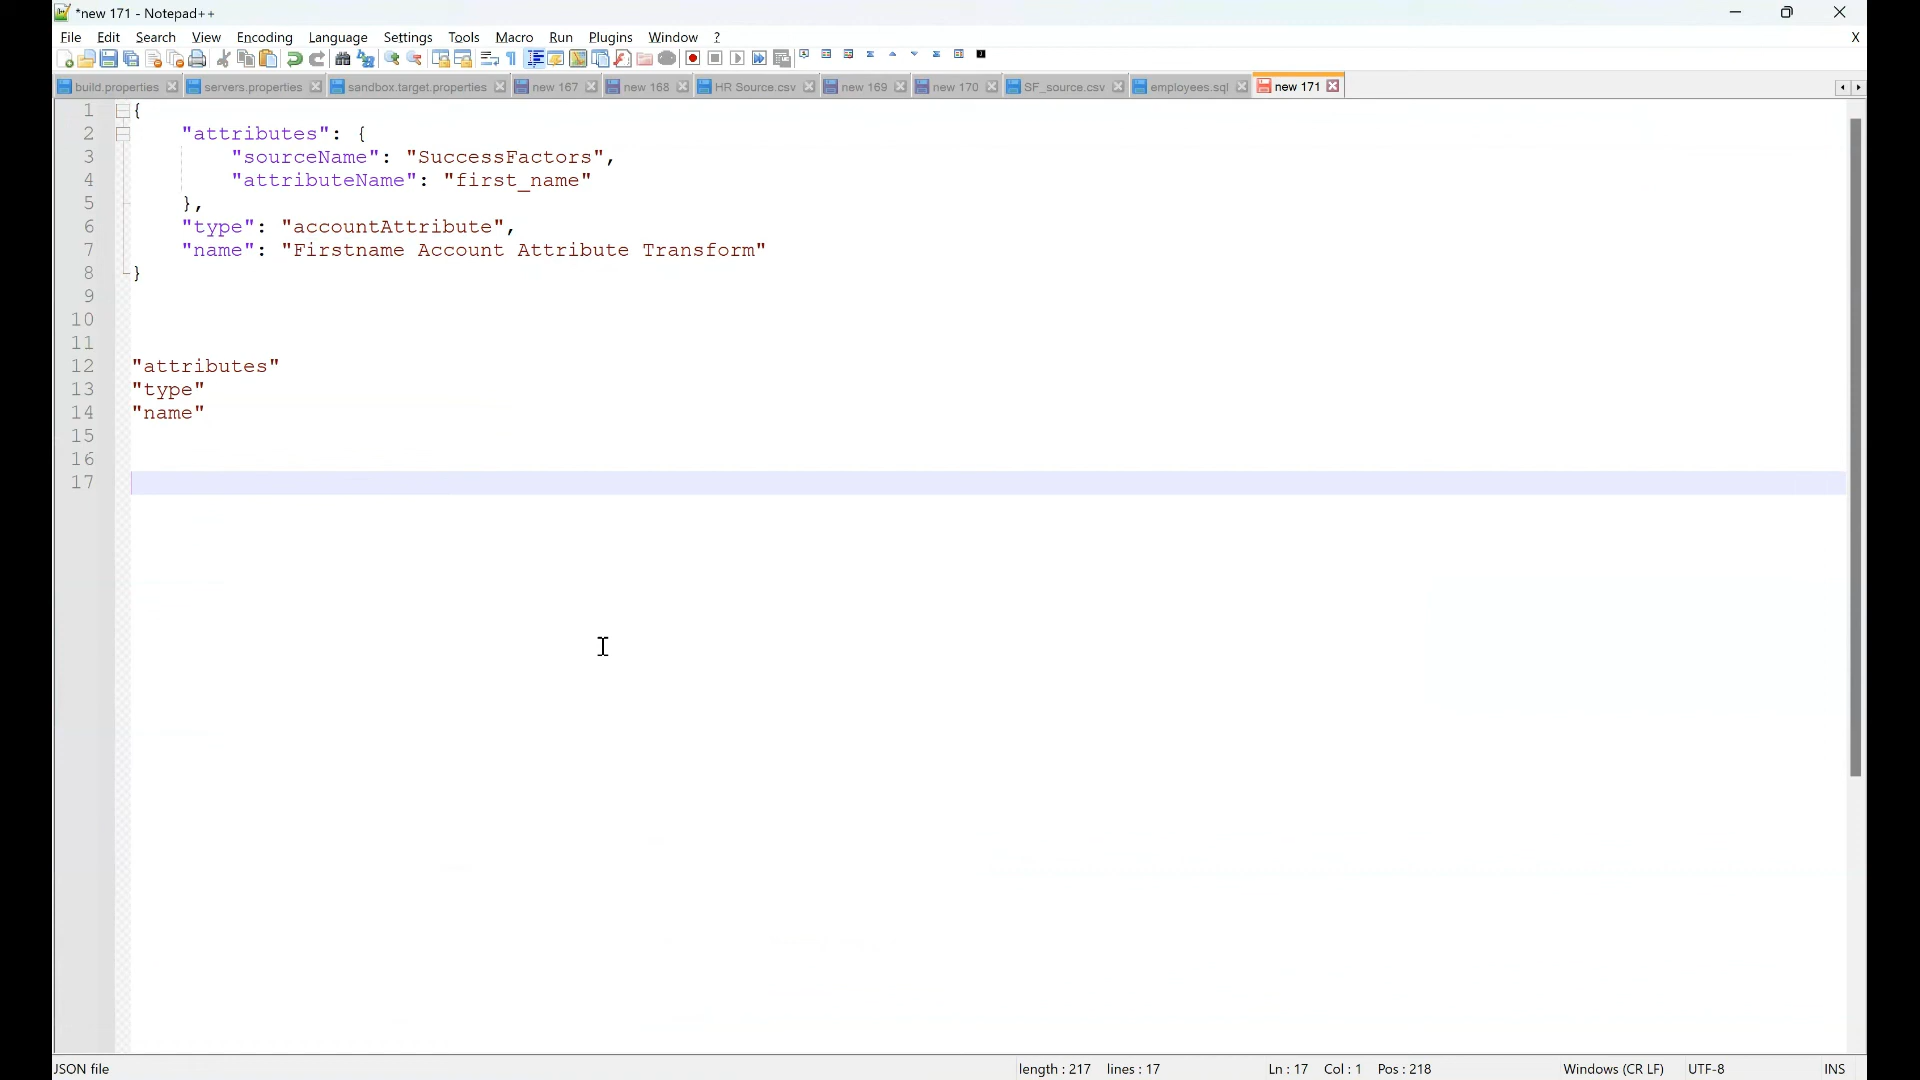 *new 171 - Notepad++
File Edit Search View Encoding Language Settings Tools Macro Run Plugins Window ? X
build.properties servers.properties sandbox.target.properties new 167 new 168 HR Source.csv new 169 new 170 SF_source.csv employees.sql new 171
1 {
2 "attributes": {
3 "sourceName": "SuccessFactors",
4 "attributeName": "first_name"
5 },
6 "type": "accountAttribute",
7 "name": "Firstname Account Attribute Transform"
8 }
9
10
11
12 "attributes"
13 "type"
14 "name"
15
16
17
JSON file length : 217 lines : 17 Ln : 17 Col : 1 Pos : 218 Windows (CR LF) UTF-8 INS